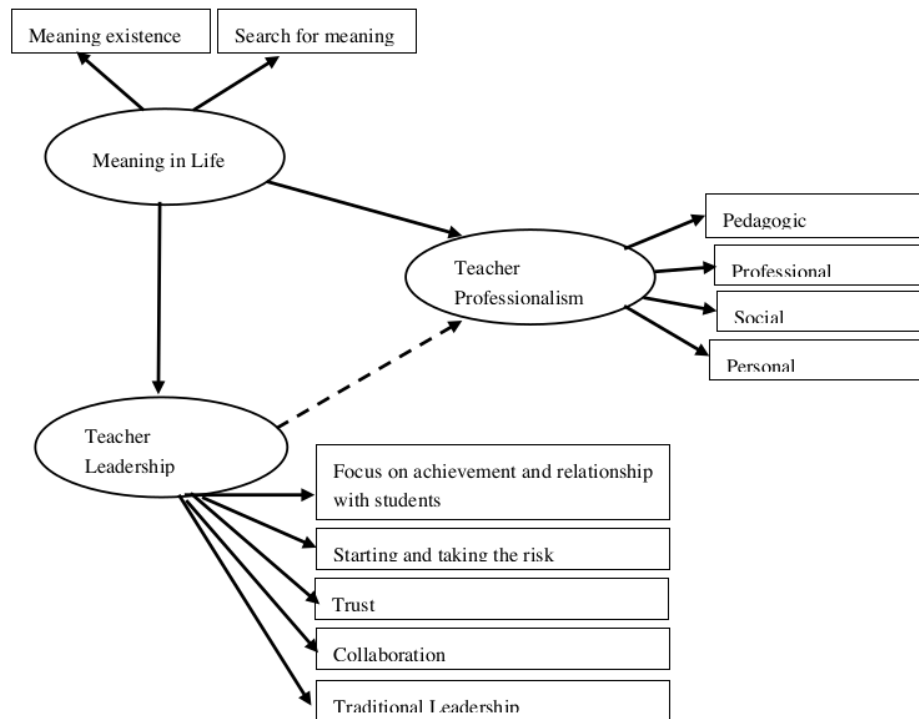 Meaning existence
Search for meaning
Meaning in Life
Pedagogic
Teacher
Professionalism
Professional
Social
Personal
Teacher
Leadership
Focus on achievement and relationship
with students
Starting and taking the risk
Trust
Collaboration
Traditional Leadership